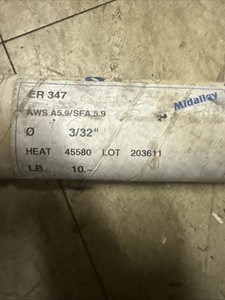 ER 347
Midalloy
AWS A5.9/SFA 5.9
Ø 3/32"
HEAT 45580 LOT 203611
LB. 10.-